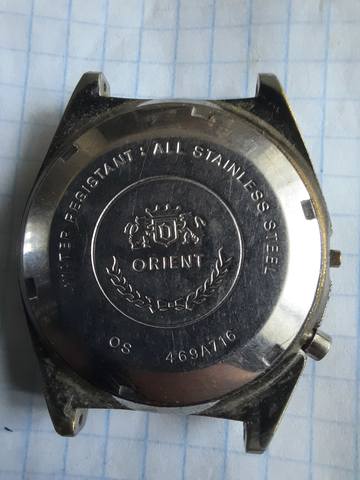 WATER RESISTANT : ALL STAINLESS STEEL
ORIENT
OS 469A716